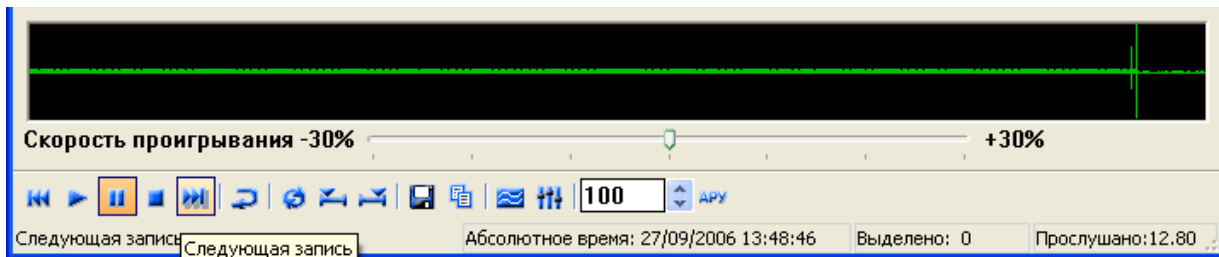 Скорость проигрывания -30% +30%
100 АРУ
Следующая запись Абсолютное время: 27/09/2006 13:48:46 Выделено: 0 Прослушано:12.80
Следующая запись